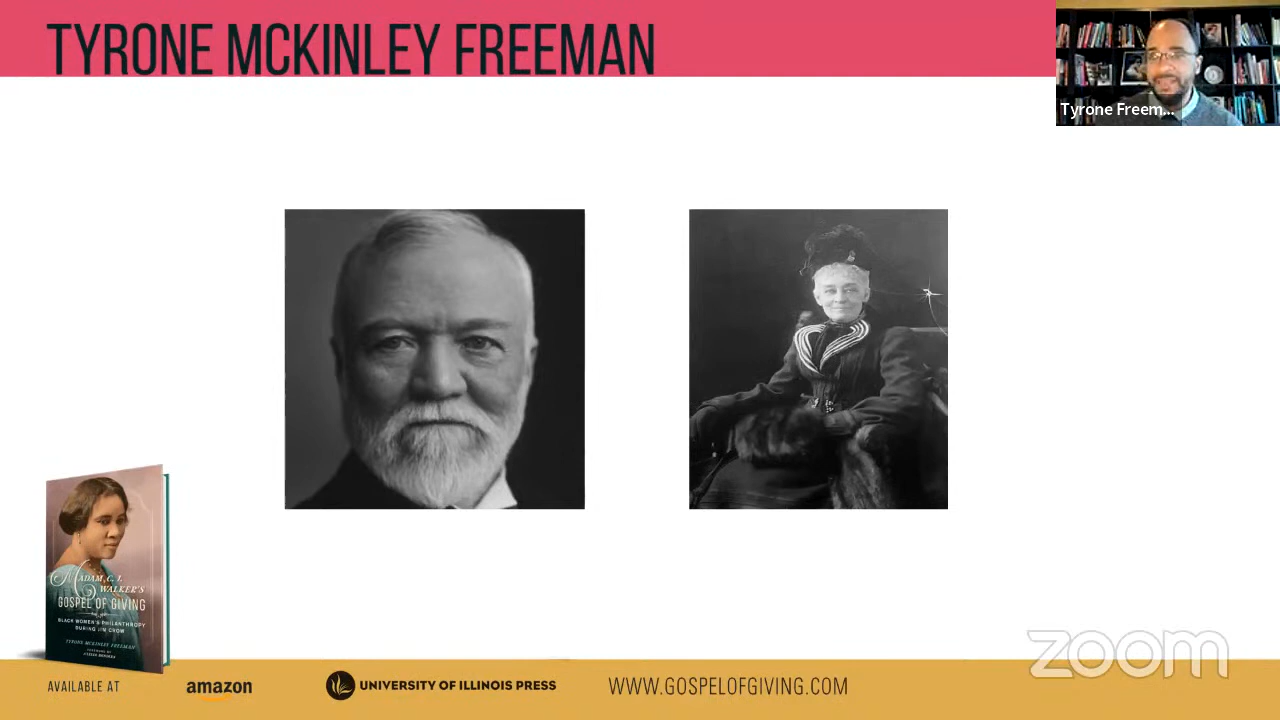 TYRONE MCKINLEY FREEMAN
Tyrone Freem...
MADAM C. J.
WALKER'S
GOSPEL OF GIVING
BLACK WOMEN'S PHILANTHROPY
DURING JIM CROW
TYRONE MCKINLEY FREEMAN
zoom
AVAILABLE AT
amazon
UNIVERSITY OF ILLINOIS PRESS
WWW.GOSPELOFGIVING.COM